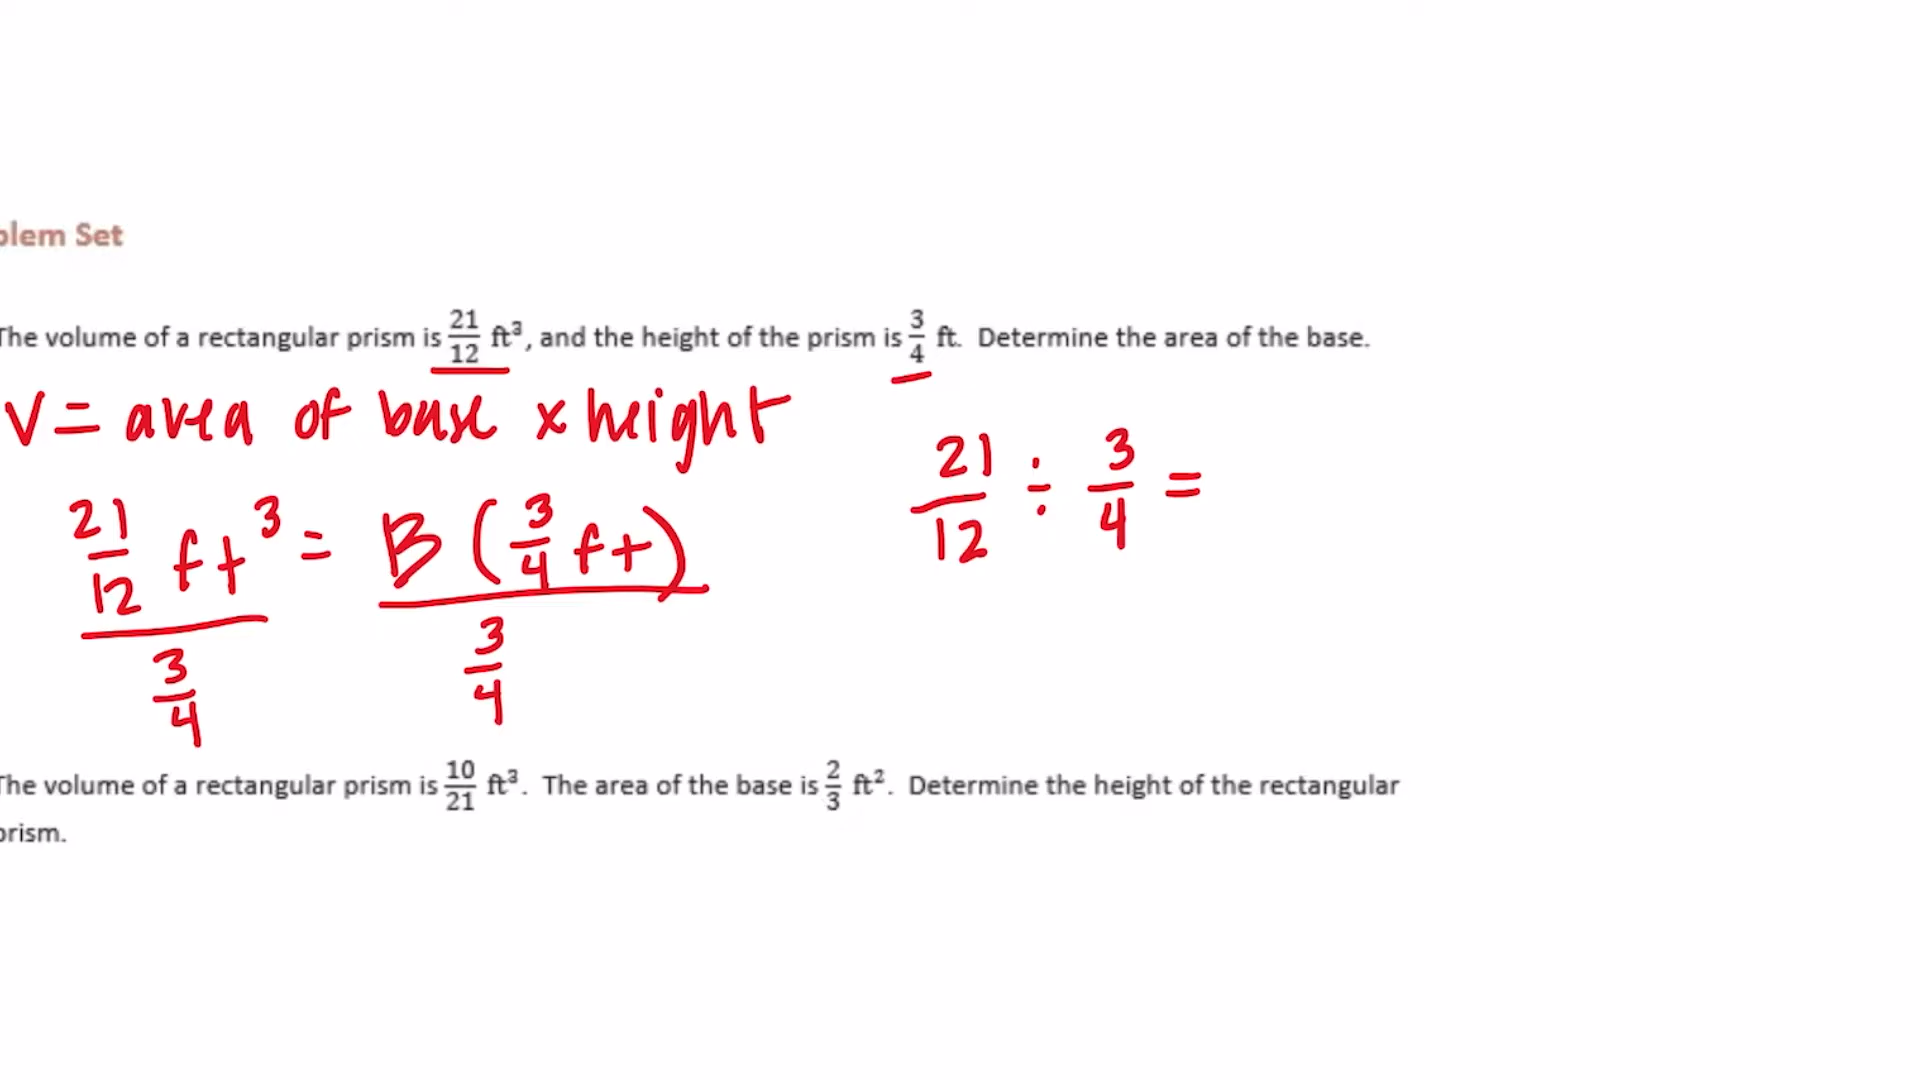 blem Set
The volume of a rectangular prism is 21/12 ft³, and the height of the prism is 3/4 ft. Determine the area of the base.
V = area of base x height
21/12 ft³ = B (3/4 ft)
3/4 3/4
21/12 ÷ 3/4 =
The volume of a rectangular prism is 10/21 ft³. The area of the base is 2/3 ft². Determine the height of the rectangular
prism.